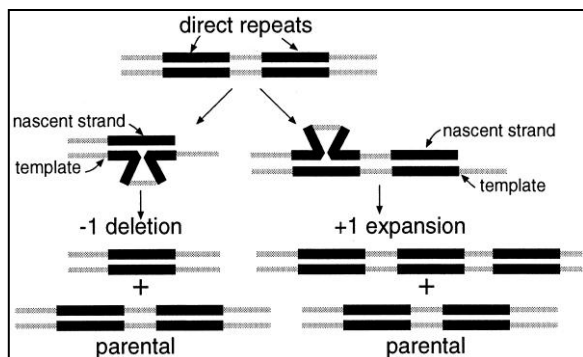 direct repeats
nascent strand
template
nascent strand
template
-1 deletion
+1 expansion
+
+
parental
parental